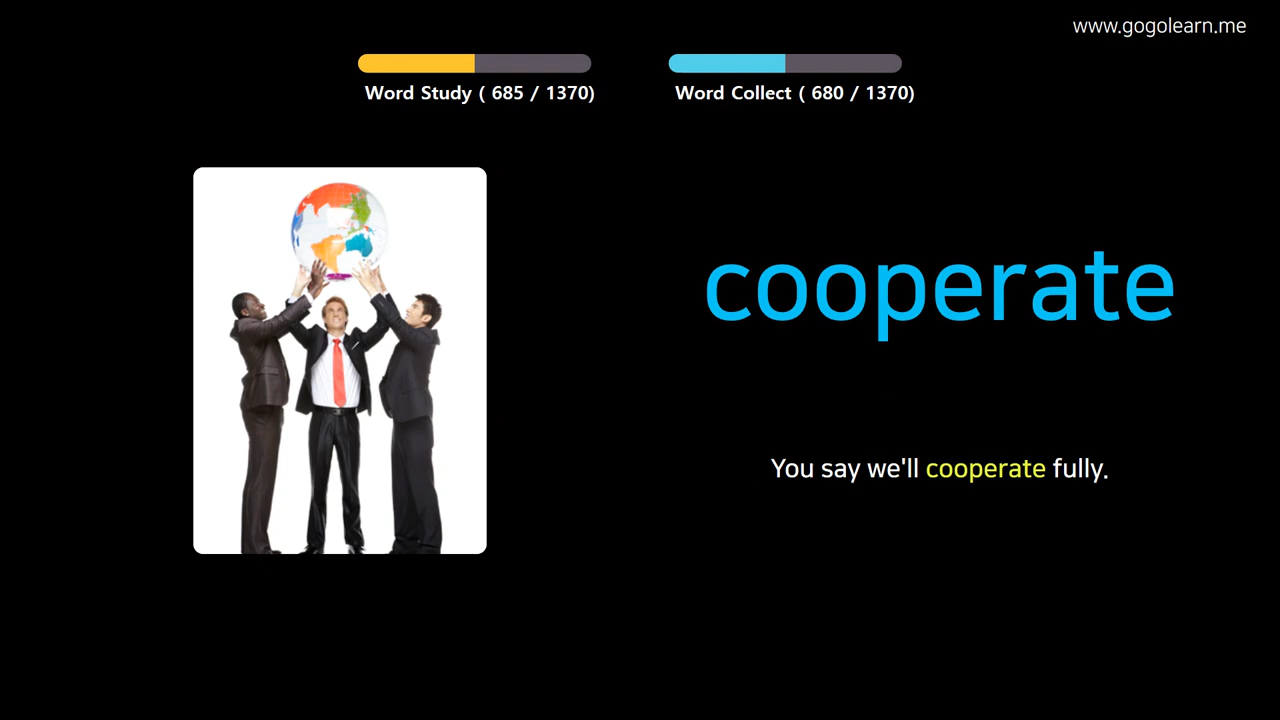 www.gogolearn.me
Word Study ( 685 / 1370)
Word Collect ( 680 / 1370)
cooperate
You say we'll cooperate fully.